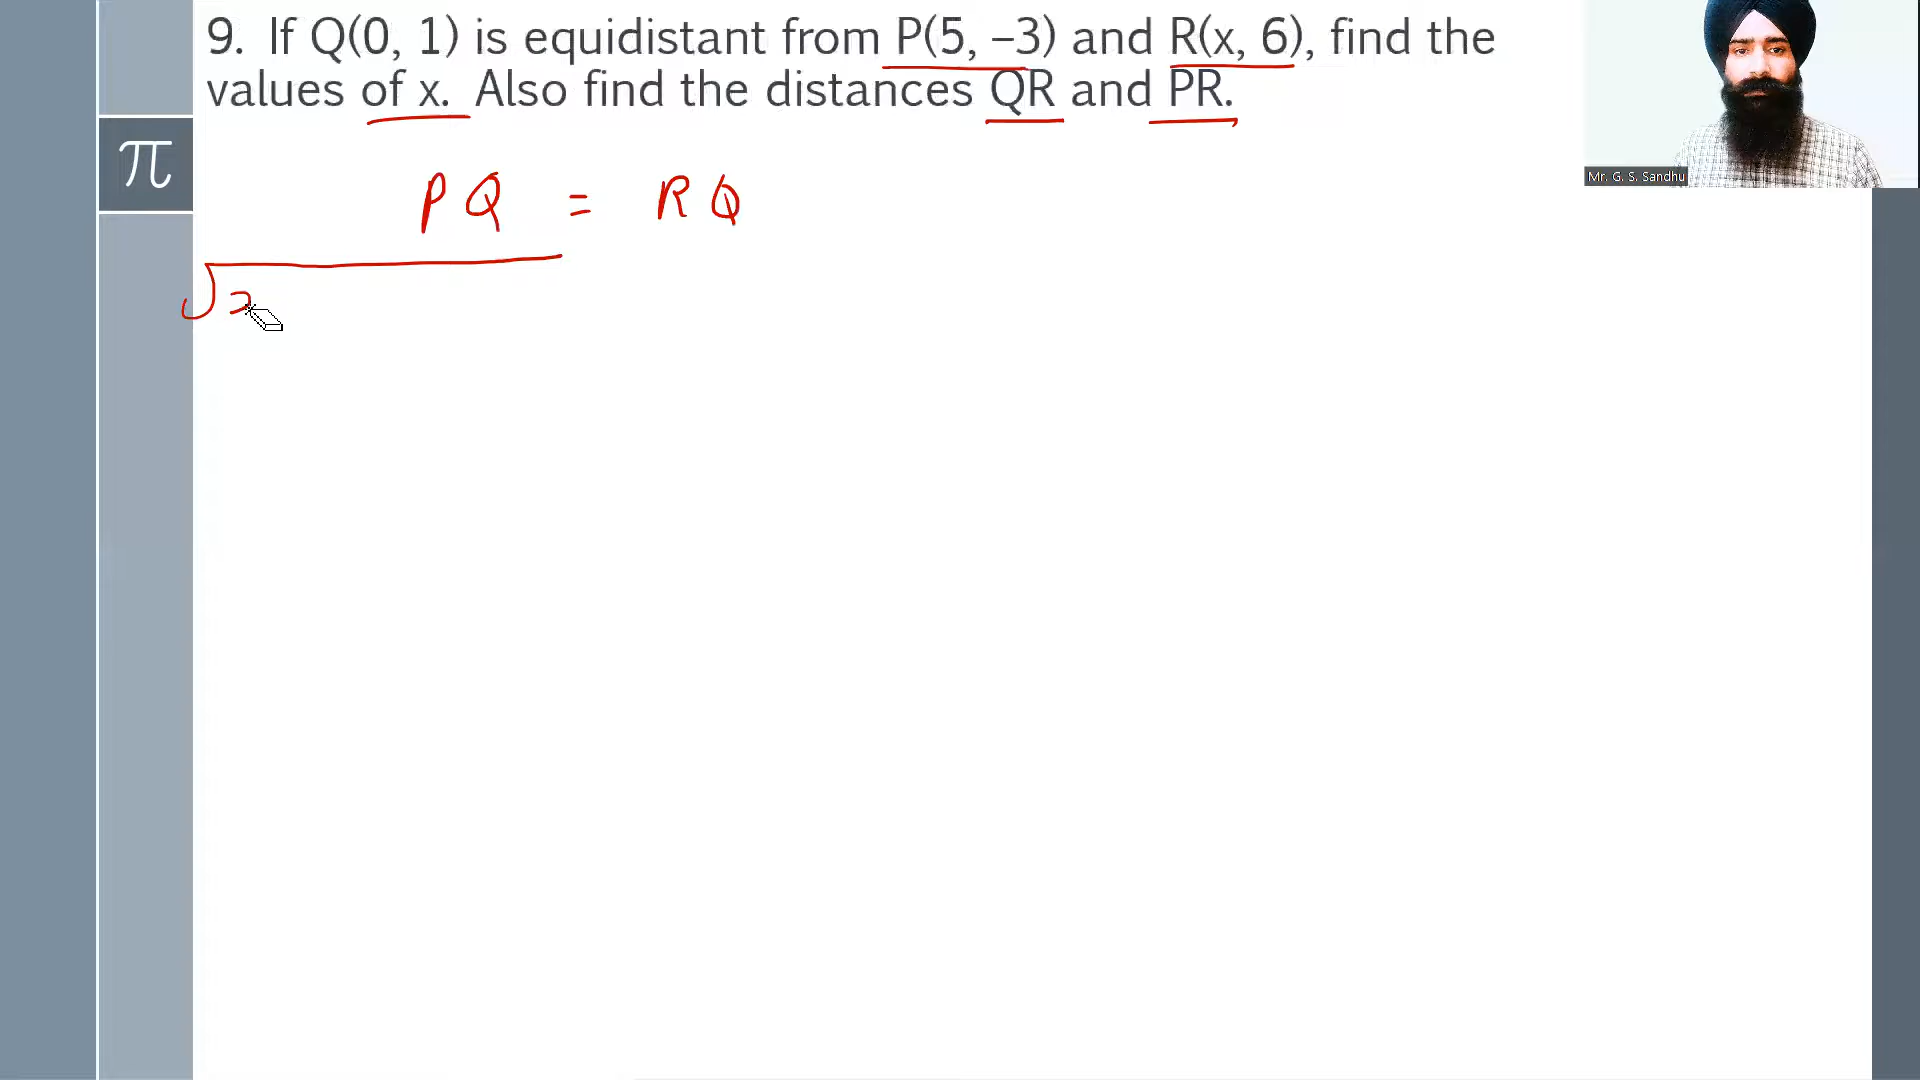 9. If Q(0, 1) is equidistant from P(5, –3) and R(x, 6), find the
values of x. Also find the distances QR and PR.
Mr. G. S. Sandhu
π
PQ = RQ